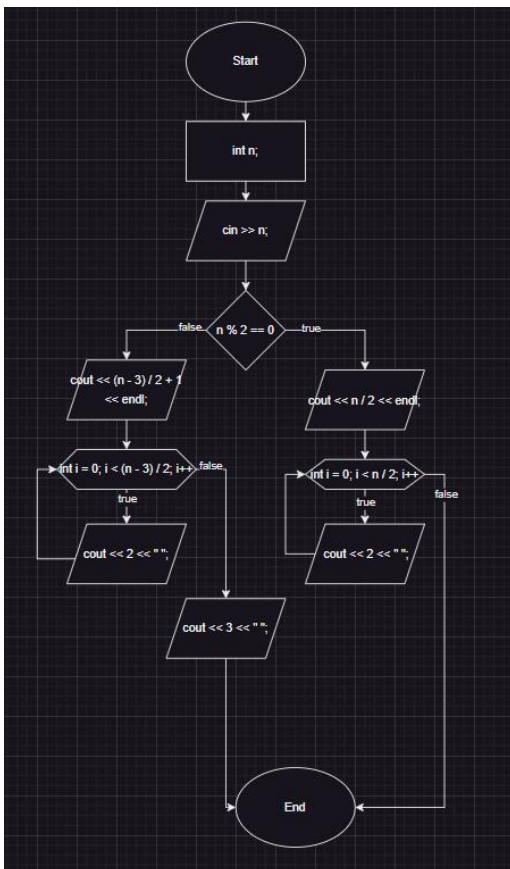 Start
int n;
cin >> n;
false
n % 2 == 0
true
cout << (n - 3) / 2 + 1
<< endl;
cout << n / 2 << endl;
int i = 0; i < (n - 3) / 2; i++
false
int i = 0; i < n / 2; i++
true
true
false
cout << 2 << " ";
cout << 2 << " ";
cout << 3 << " ";
End